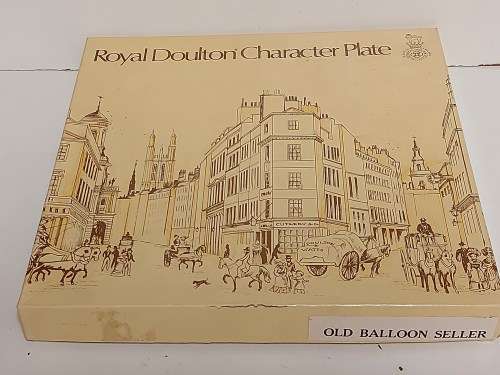 Royal Doulton Character Plate
OLD BALLOON SELLER